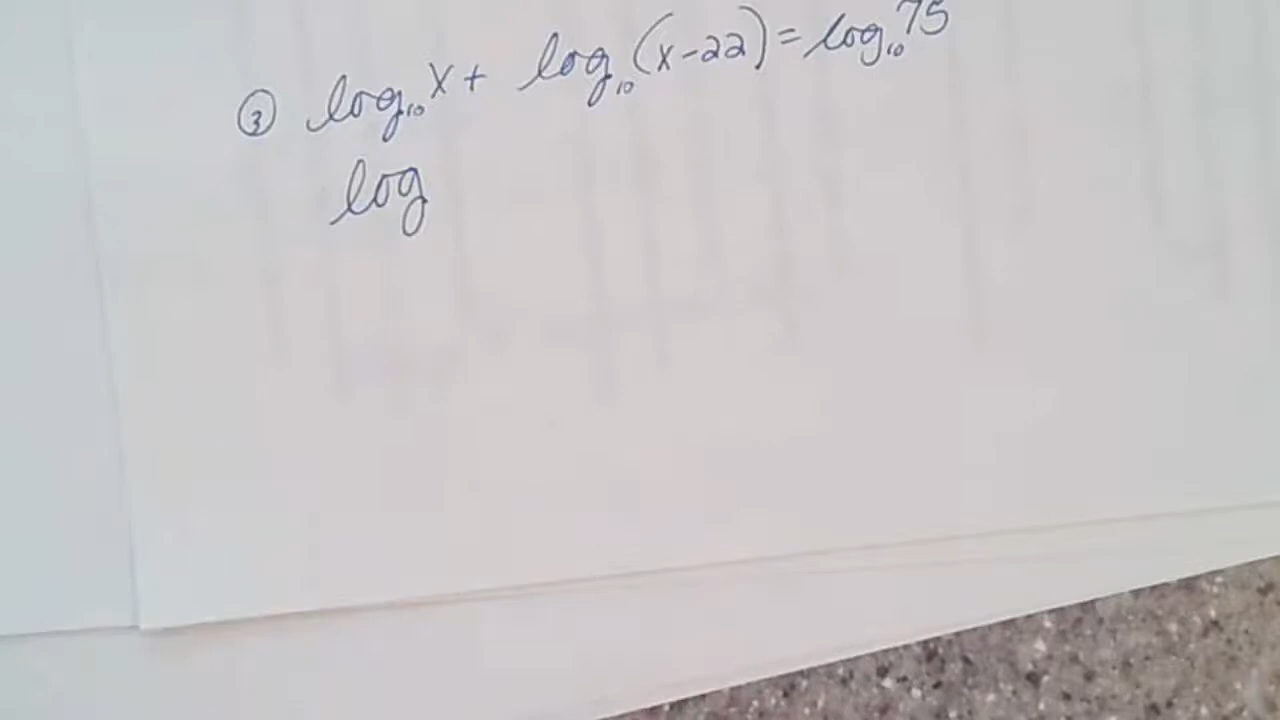 ③ log₁₀ x + log₁₀ (x-22) = log₁₀ 75
log